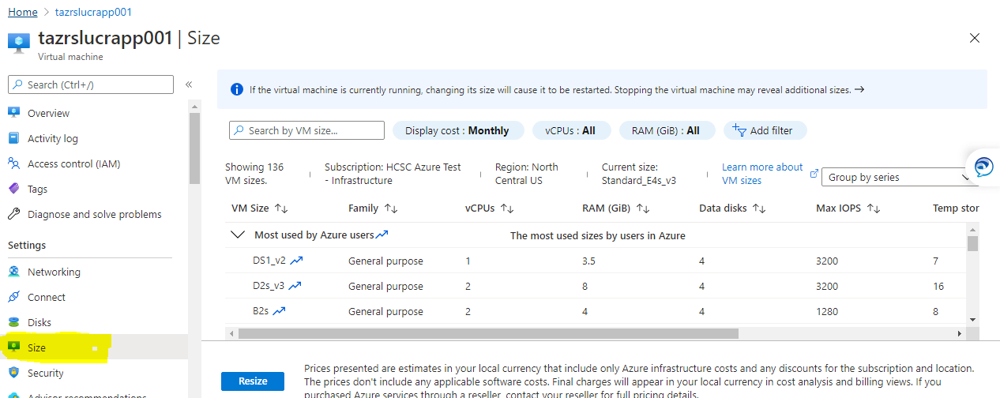 Home > tazrslucrapp001
tazrslucrapp001 | Size
Virtual machine
Search (Ctrl+/)
«
Overview
Activity log
Access control (IAM)
Tags
Diagnose and solve problems
Settings
Networking
Connect
Disks
Size
Security
Advisor recommendations
If the virtual machine is currently running, changing its size will cause it to be restarted. Stopping the virtual machine may reveal additional sizes. →
Search by VM size...
Display cost : Monthly
vCPUs : All
RAM (GiB) : All
Add filter
Showing 136
VM sizes.
Subscription: HCSC Azure Test
- Infrastructure
Region: North
Central US
Current size:
Standard_E4s_v3
Learn more about
VM sizes
Group by series
VM Size ↑↓ Family ↑↓ vCPUs ↑↓ RAM (GiB) ↑↓ Data disks ↑↓ Max IOPS ↑↓ Temp stor
Most used by Azure users The most used sizes by users in Azure
DS1_v2 General purpose 1 3.5 4 3200 7
D2s_v3 General purpose 2 8 4 3200 16
B2s General purpose 2 4 4 1280 8
Resize
Prices presented are estimates in your local currency that include only Azure infrastructure costs and any discounts for the subscription and location.
The prices don't include any applicable software costs. Final charges will appear in your local currency in cost analysis and billing views. If you
purchased Azure services through a reseller, contact your reseller for full pricing details.